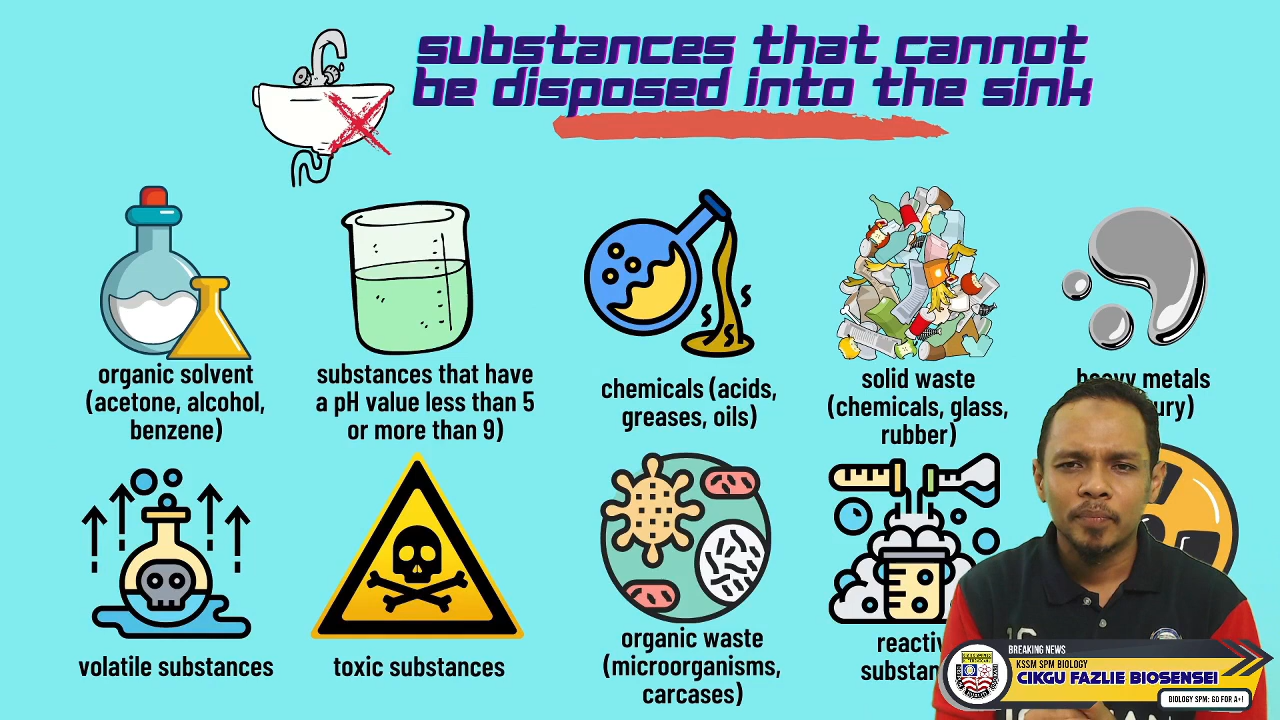 substances that cannot
be disposed into the sink
organic solvent
(acetone, alcohol,
benzene)
substances that have
a pH value less than 5
or more than 9)
chemicals (acids,
greases, oils)
solid waste
(chemicals, glass,
rubber)
heavy metals
volatile substances
toxic substances
organic waste
(microorganisms,
carcases)
BREAKING NEWS
KSSM SPM BIOLOGY
CIKGU FAZLIE BIOSENSEI
BIOLOGY SPM: GO FOR A+!